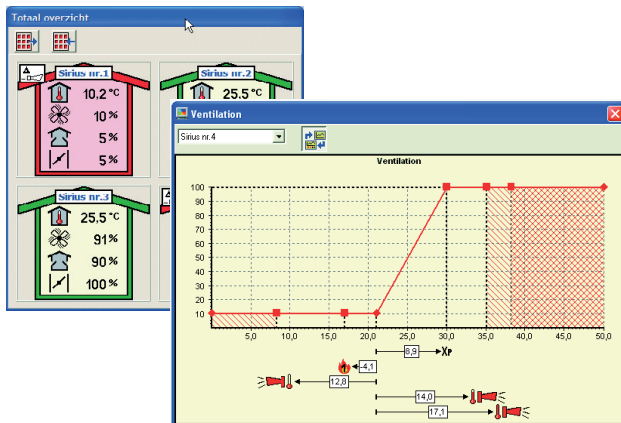 Totaal overzicht
Sirius nr.1
10,2 °C
10%
5%
5%
Sirius nr.2
25.5 °C
Sirius nr.3
25.5 °C
91%
90%
100%
Ventilation
Sirius nr.4
Ventilation
100
90
80
70
60
50
40
30
20
10
5,0 10,0 15,0 20,0 25,0 30,0 35,0 40,0 45,0 50,0
8,9 XP
-4,1
12,8
14,0
17,1